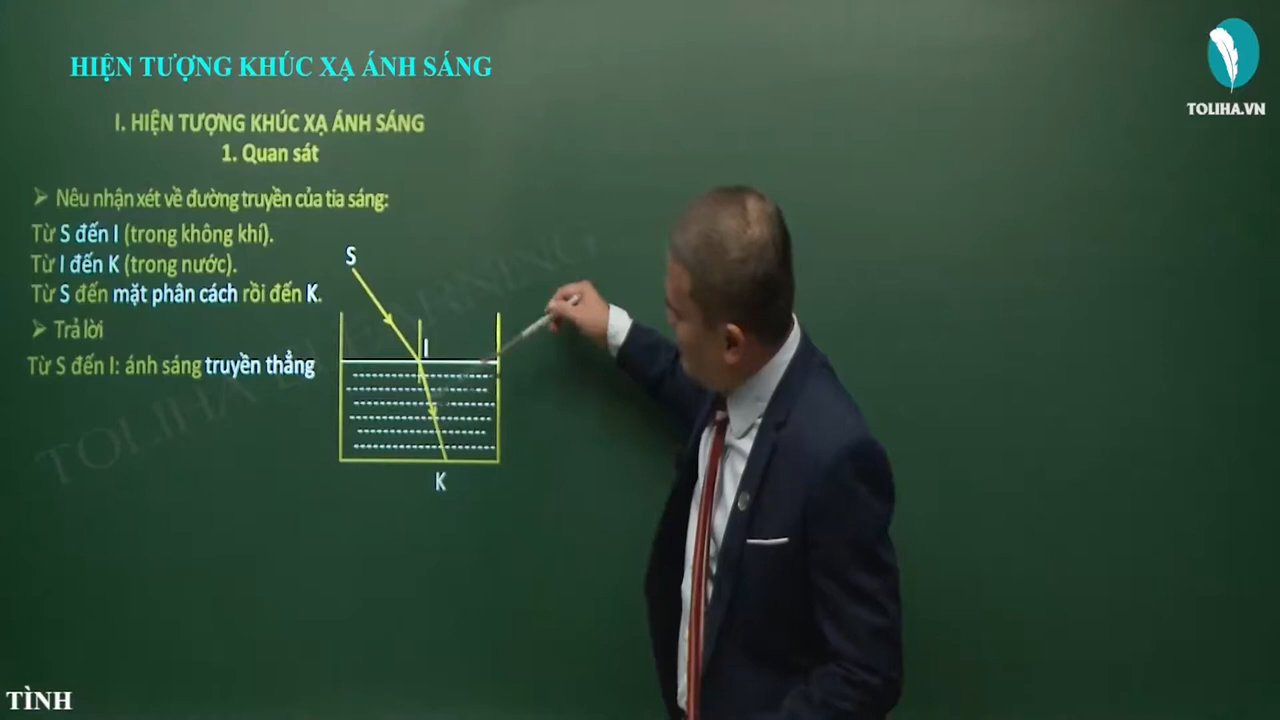 HIỆN TƯỢNG KHÚC XẠ ÁNH SÁNG
TOLIHA.VN
I. HIỆN TƯỢNG KHÚC XẠ ÁNH SÁNG
1. Quan sát
Nêu nhận xét về đường truyền của tia sáng:
Từ S đến I (trong không khí).
Từ I đến K (trong nước).
Từ S đến mặt phân cách rồi đến K.
Trả lời
Từ S đến I: ánh sáng truyền thẳng
S
I
K
TOLIHA E-LEARNING
TÌNH